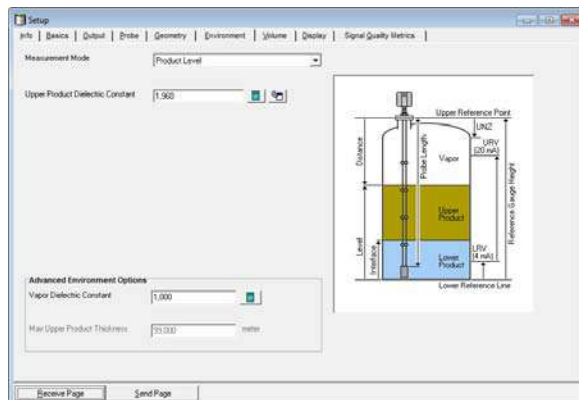 Setup
Info | Basics | Output | Probe | Geometry | Environment | Volume | Display | Signal Quality Metrics |
Measurement Mode
Product Level
Upper Product Dielectric Constant
1,960
Upper Reference Point
UNZ
URV
(20 mA)
Distance
Probe Length
Vapor
Reference Gauge Height
Upper
Product
Level
Interface
LRV
(4 mA)
Lower
Product
Lower Reference Line
Advanced Environment Options
Vapor Dielectric Constant
1,000
Max Upper Product Thickness
99,000
meter
Receive Page
Send Page